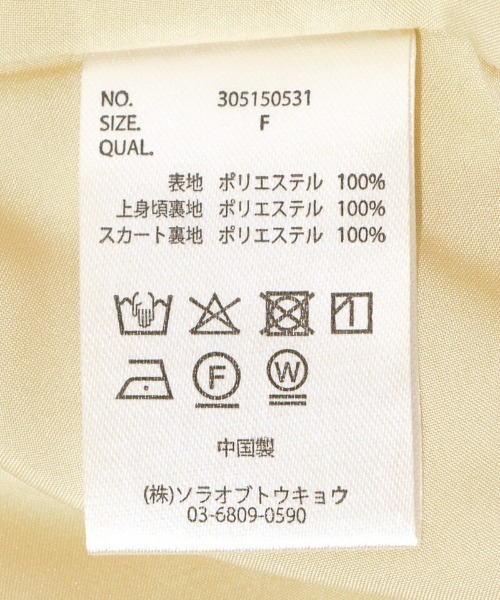 NO. 305150531
SIZE. F
QUAL.
表地 ポリエステル 100%
上身頃裏地 ポリエステル 100%
スカート裏地 ポリエステル 100%
F W
中国製
(株)ソラオブトウキョウ
03-6809-0590